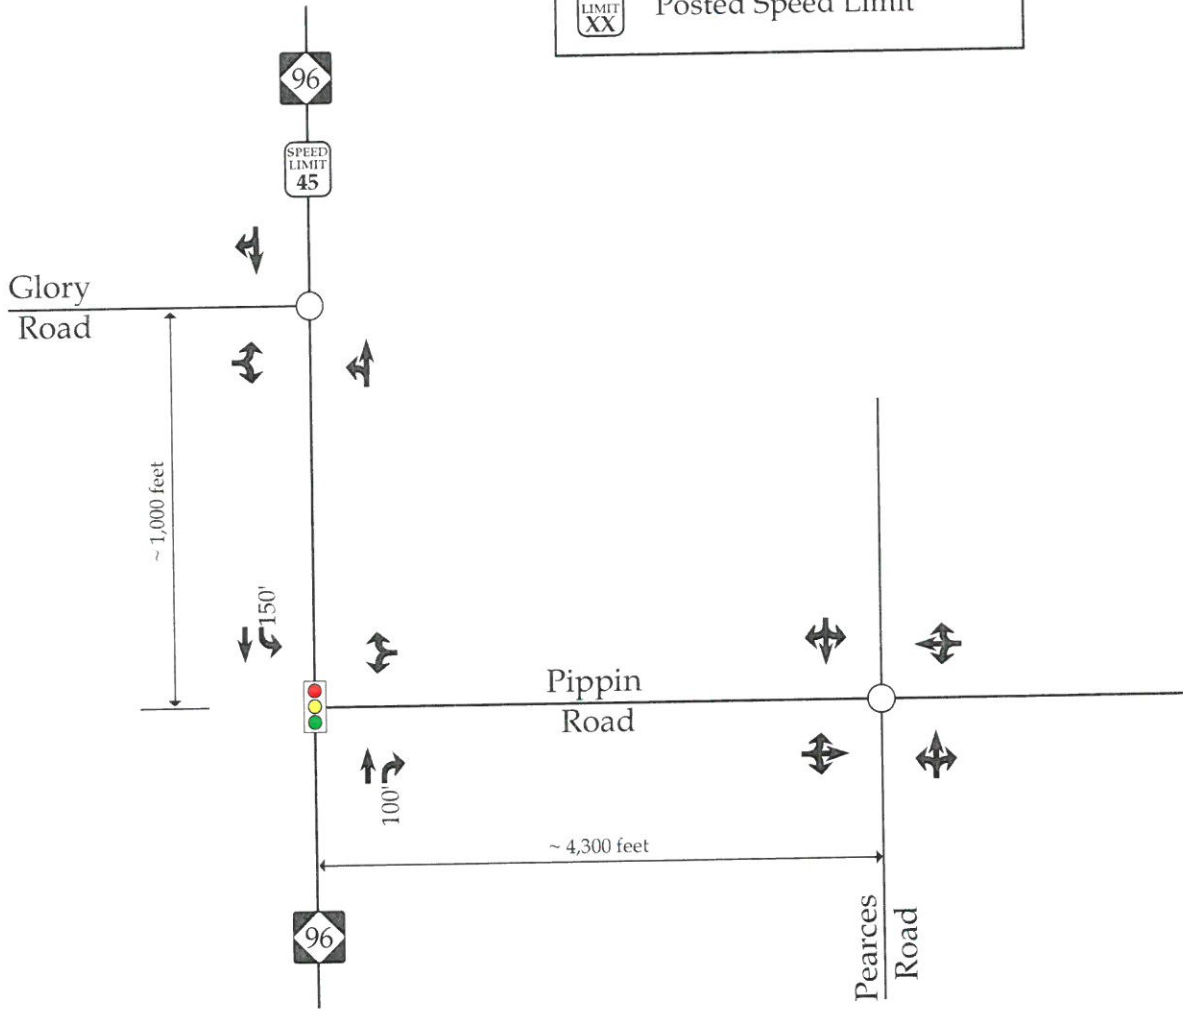 LIMIT
XX
Posted Speed Limit
96
SPEED
LIMIT
45
Glory
Road
~ 1,000 feet
150'
Pippin
Road
100'
~ 4,300 feet
Pearces
Road
96